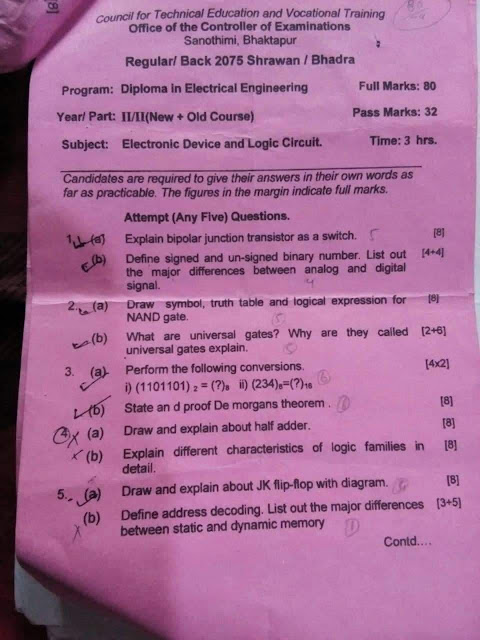 Council for Technical Education and Vocational Training
Office of the Controller of Examinations
Sanothimi, Bhaktapur
Regular/ Back 2075 Shrawan / Bhadra
Program: Diploma in Electrical Engineering Full Marks: 80
Year/ Part: II/II(New + Old Course) Pass Marks: 32
Subject: Electronic Device and Logic Circuit. Time: 3 hrs.
Candidates are required to give their answers in their own words as
far as practicable. The figures in the margin indicate full marks.
Attempt (Any Five) Questions.
1. (a) Explain bipolar junction transistor as a switch. 5 [8]
(b) Define signed and un-signed binary number. List out [4+4]
the major differences between analog and digital
signal. 4
2. (a) Draw symbol, truth table and logical expression for [8]
NAND gate. (5)
(b) What are universal gates? Why are they called [2+6]
universal gates explain.
3. (a) Perform the following conversions. [4x2]
i) (1101101) ₂ = (?)₈ ii) (234)₈=(?)₁₆
(b) State an d proof De morgans theorem . [8]
4. (a) Draw and explain about half adder. [8]
(b) Explain different characteristics of logic families in [8]
detail.
5. (a) Draw and explain about JK flip-flop with diagram. [8]
(b) Define address decoding. List out the major differences [3+5]
between static and dynamic memory
Contd....